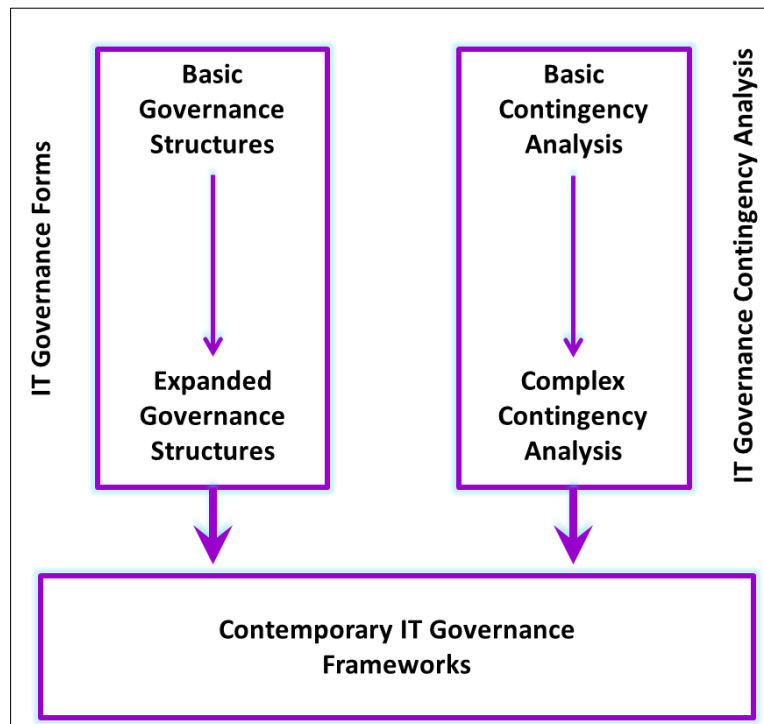 IT Governance Forms
Basic
Governance
Structures
Expanded
Governance
Structures
Basic
Contingency
Analysis
Complex
Contingency
Analysis
IT Governance Contingency Analysis
Contemporary IT Governance
Frameworks